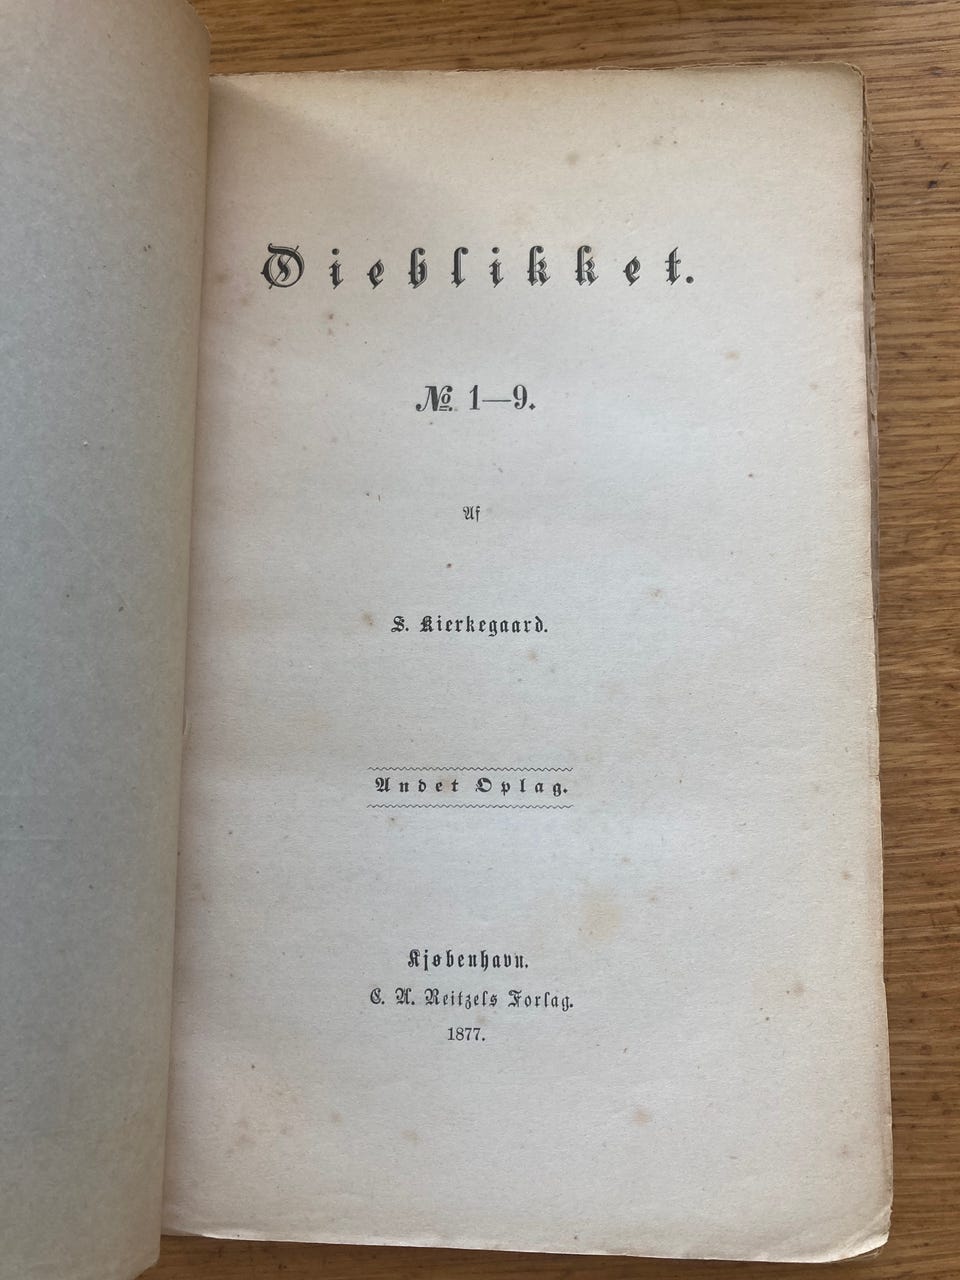 Øieblikket.
№ 1—9.
Af
S. Kierkegaard.
Andet Oplag.
Kjøbenhavn.
C. A. Reitzels Forlag.
1877.